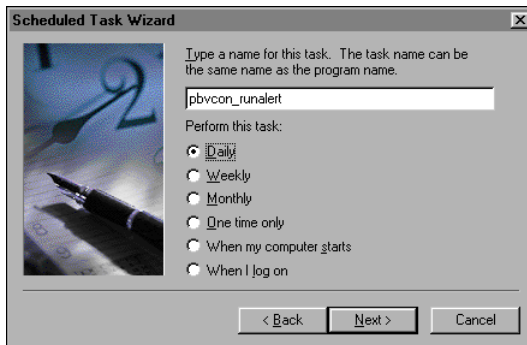 Scheduled Task Wizard
Type a name for this task. The task name can be
the same name as the program name.
pbvcon_runalert
Perform this task:
Daily
Weekly
Monthly
One time only
When my computer starts
When I log on
< Back
Next >
Cancel